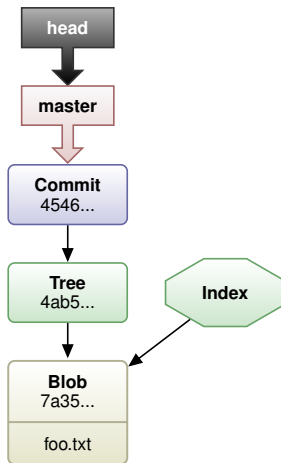 head
master
Commit
4546...
Tree
4ab5...
Index
Blob
7a35...
foo.txt